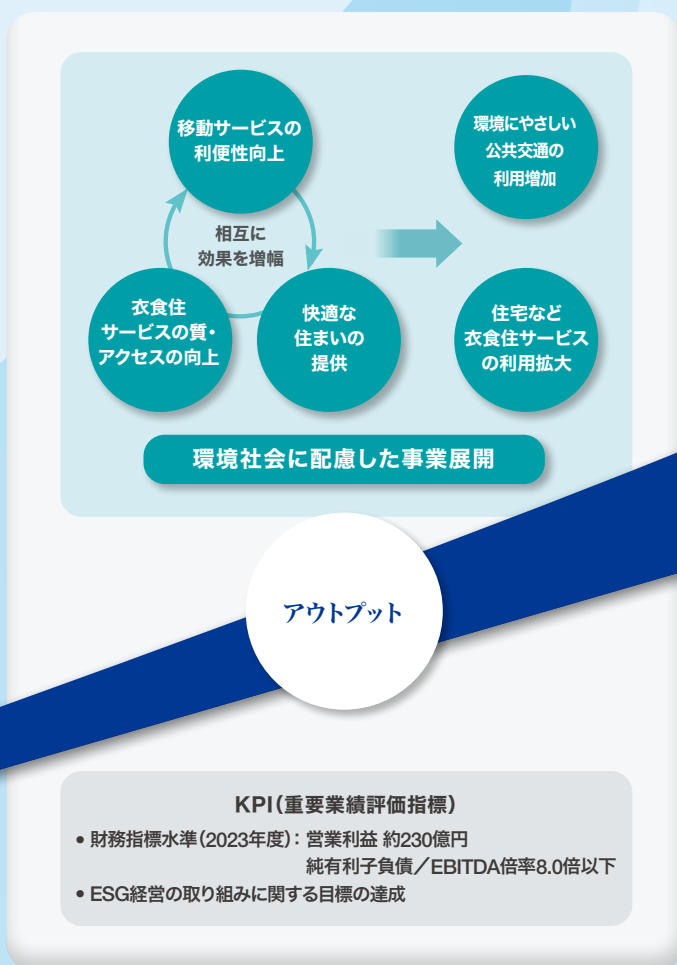 移動サービスの
利便性向上
環境にやさしい
公共交通の
利用増加
相互に
効果を増幅
衣食住
サービスの質・
アクセスの向上
快適な
住まいの
提供
住宅など
衣食住サービス
の利用拡大
環境社会に配慮した事業展開
アウトプット
KPI（重要業績評価指標）
• 財務指標水準（2023年度）：営業利益 約230億円
純有利子負債／EBITDA倍率8.0倍以下
• ESG経営の取り組みに関する目標の達成